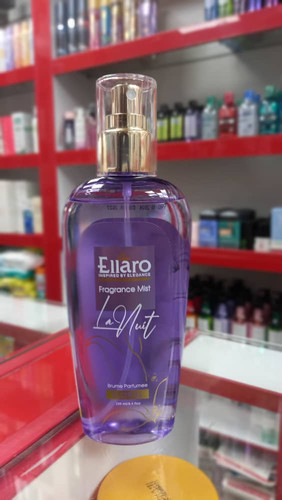 Ellaro
INSPIRED BY ELEGANCE
Fragrance Mist
La Nuit
Brume Parfumée